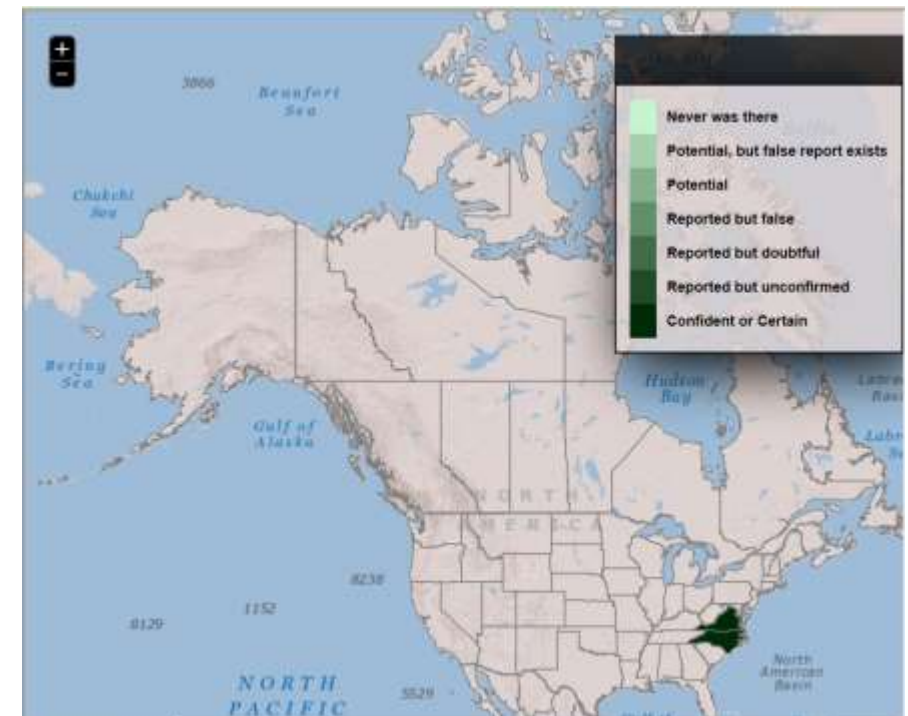 +
−
3866
Beaufort
Sea
Never was there
Potential, but false report exists
Potential
Reported but false
Reported but doubtful
Reported but unconfirmed
Confident or Certain
Chukchi
Sea
Bering
Sea
Gulf of
Alaska
Hudson
Bay
NORTH
AMERICA
8238
1152
8129
5529
North
American
Basin
NORTH
PACIFIC